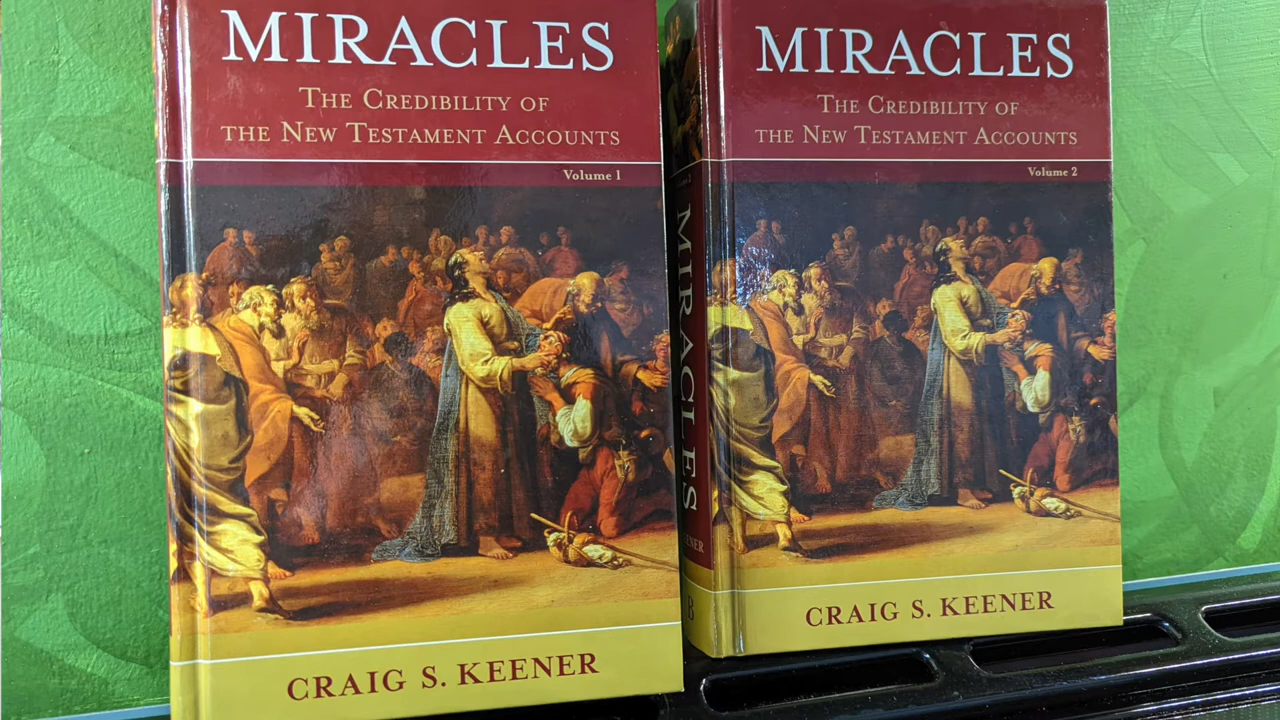 MIRACLES
THE CREDIBILITY OF
THE NEW TESTAMENT ACCOUNTS
Volume 1
CRAIG S. KEENER
MIRACLES
ENER
B
MIRACLES
THE CREDIBILITY OF
THE NEW TESTAMENT ACCOUNTS
Volume 2
CRAIG S. KEENER